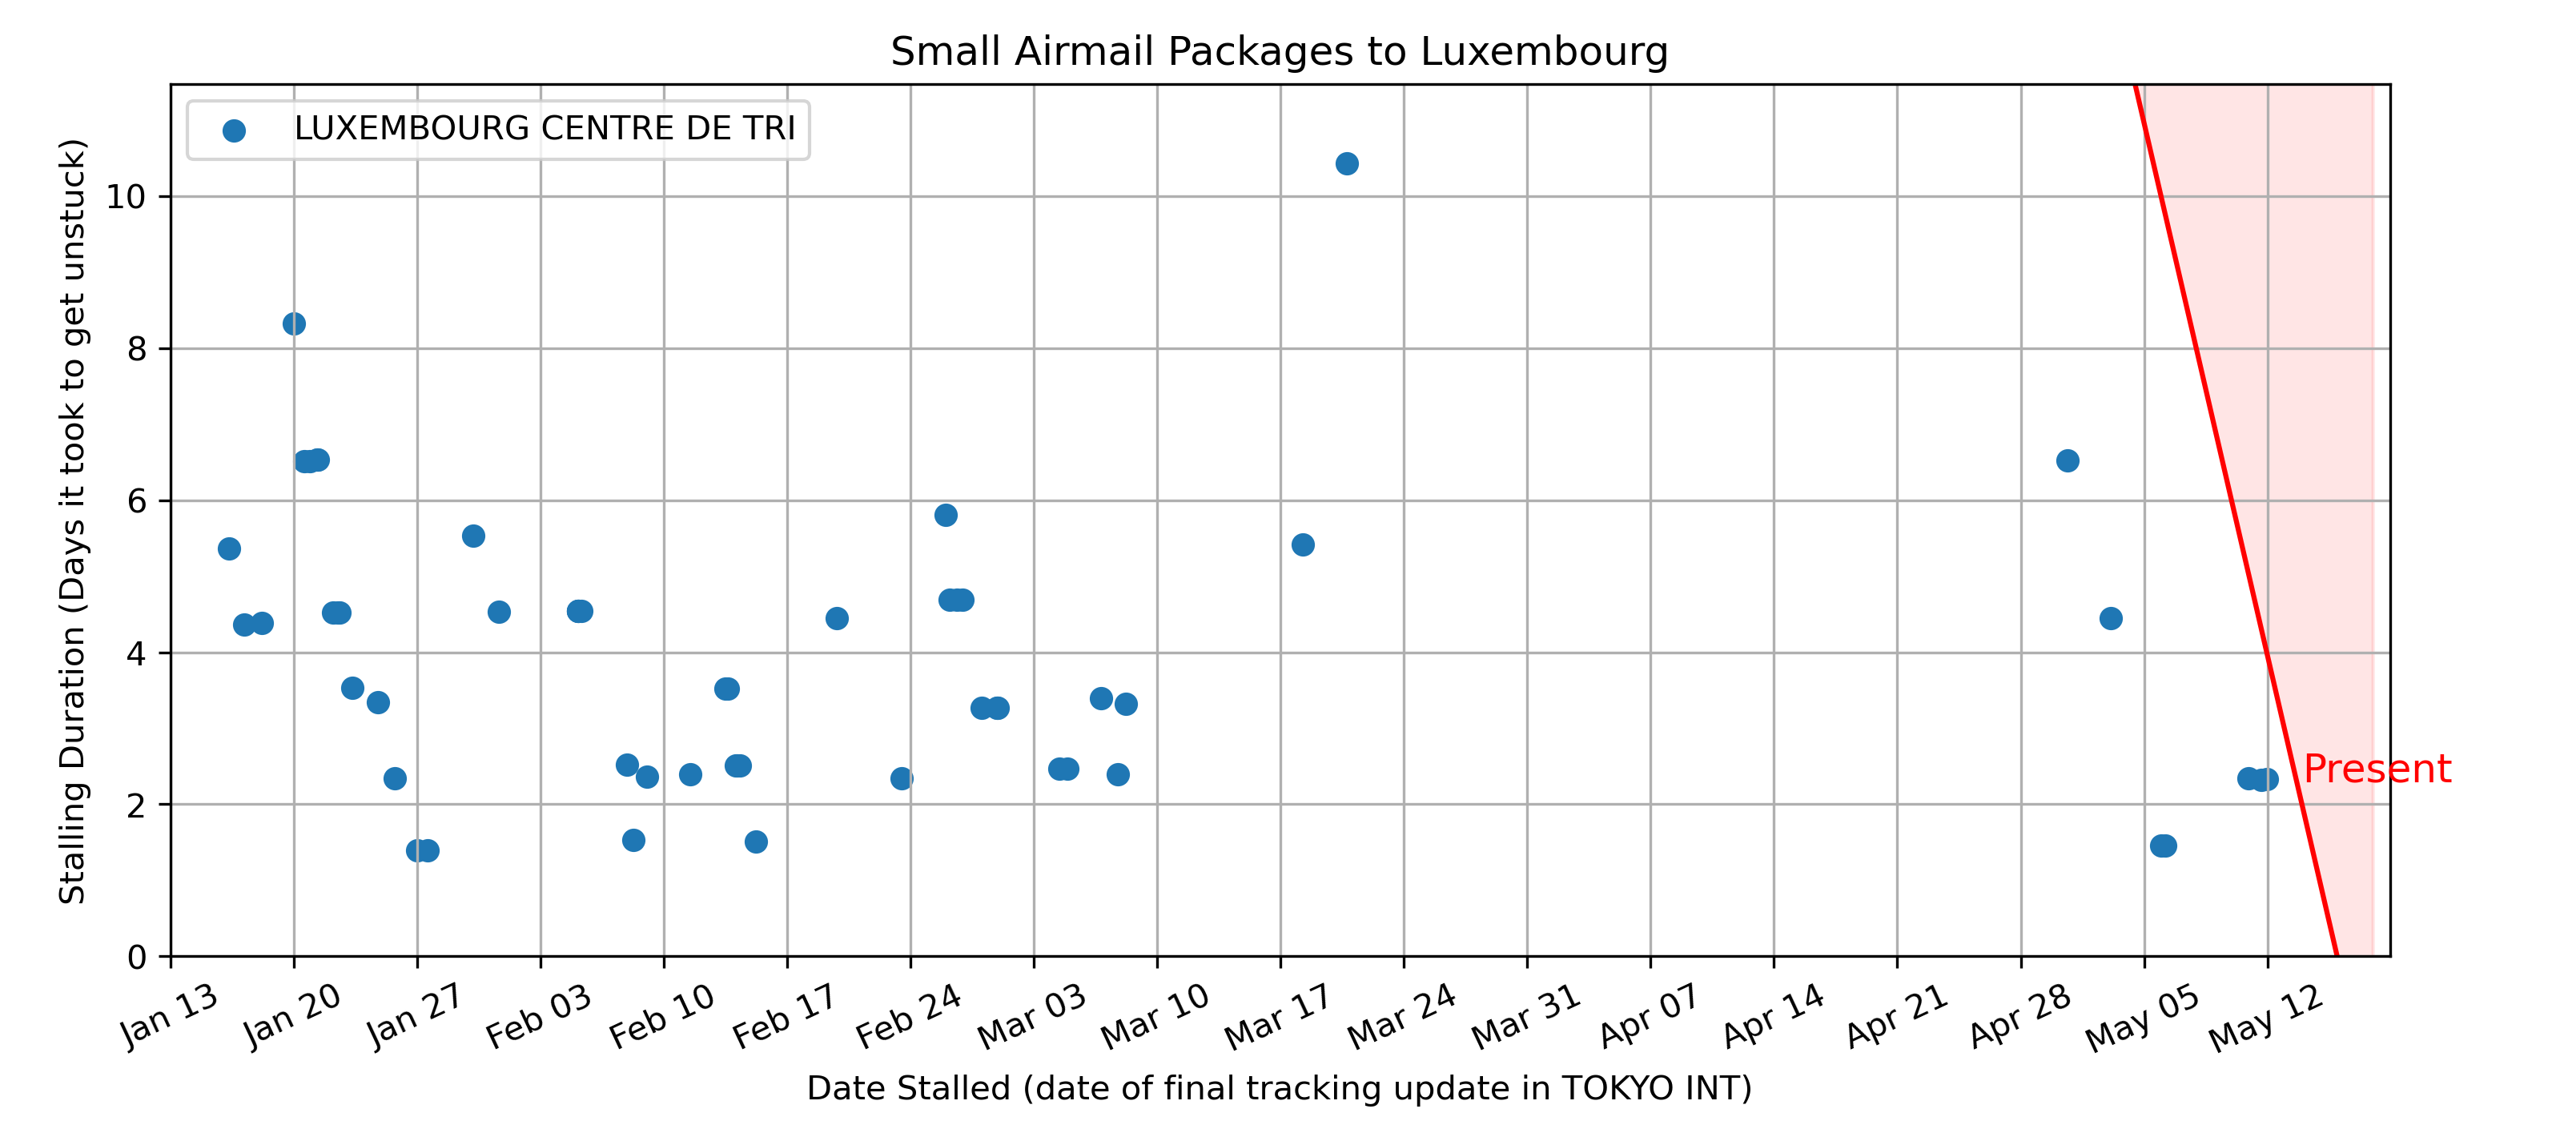 Small Airmail Packages to Luxembourg
LUXEMBOURG CENTRE DE TRI
Stalling Duration (Days it took to get unstuck)
10
8
6
4
2
0
Present
Jan 13
Jan 20
Jan 27
Feb 03
Feb 10
Feb 17
Feb 24
Mar 03
Mar 10
Mar 17
Mar 24
Mar 31
Apr 07
Apr 14
Apr 21
Apr 28
May 05
May 12
Date Stalled (date of final tracking update in TOKYO INT)